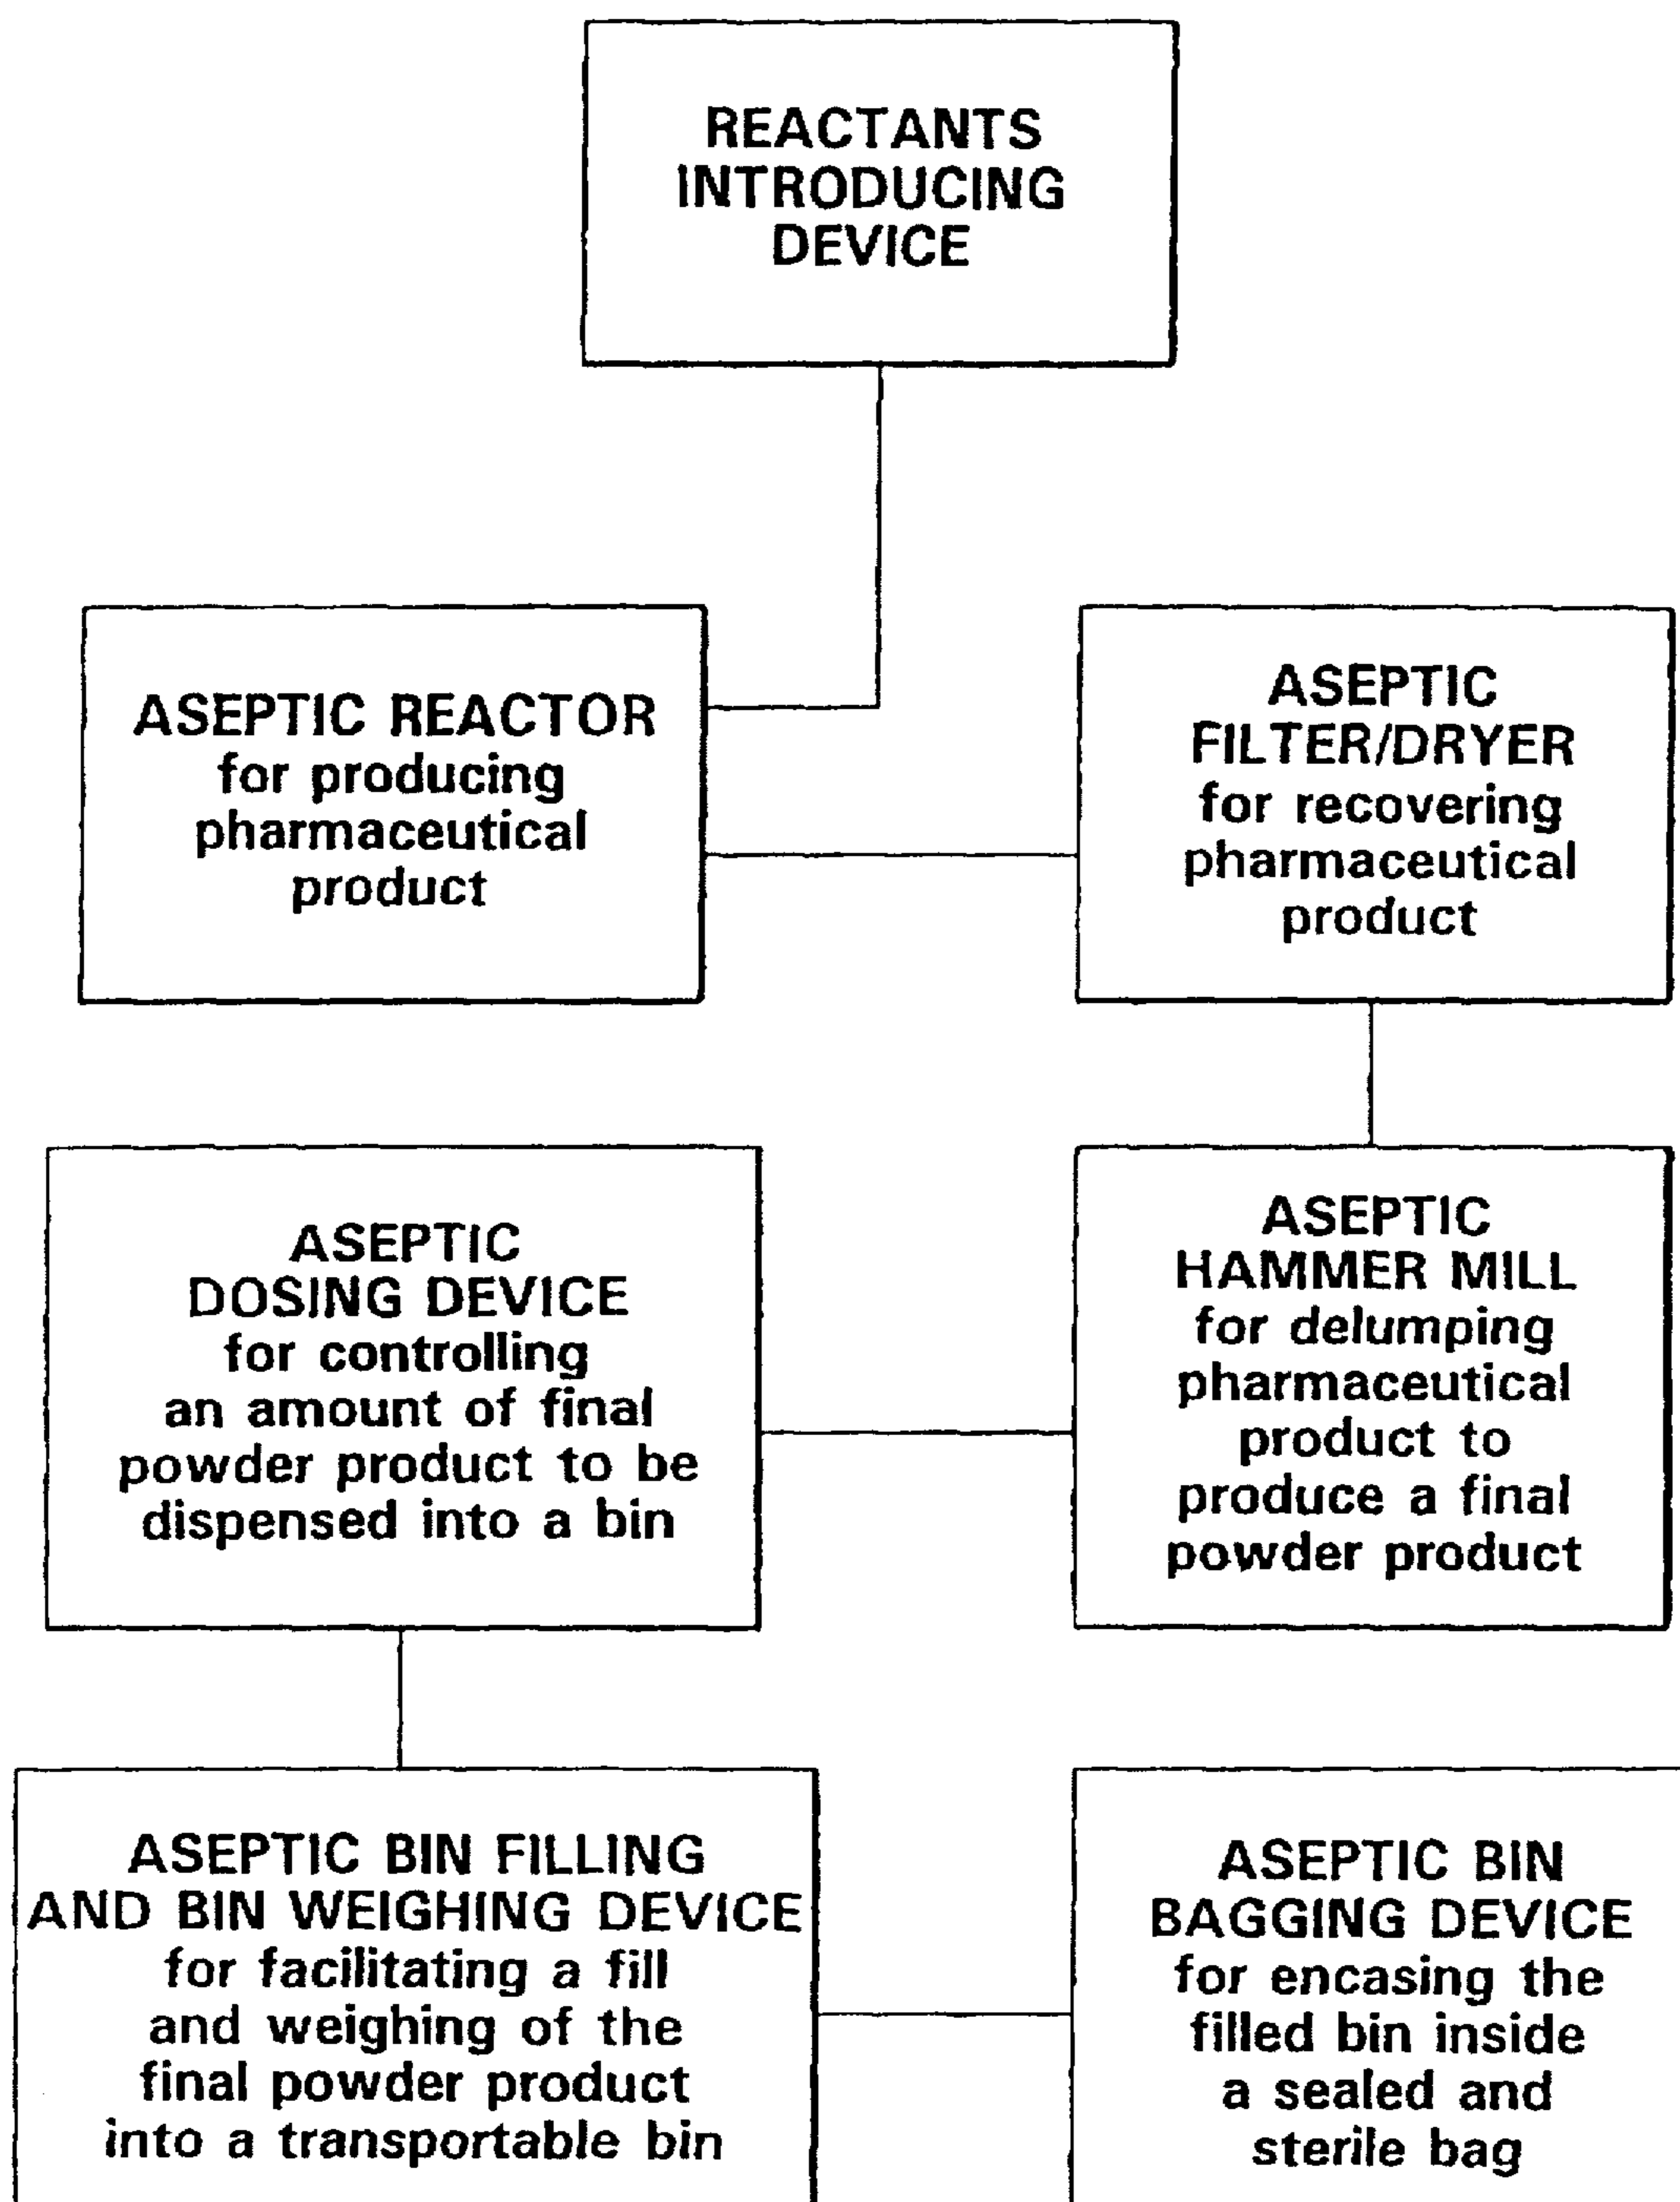 REACTANTS
INTRODUCING
DEVICE
ASEPTIC REACTOR
for producing
pharmaceutical
product
ASEPTIC
FILTER/DRYER
for recovering
pharmaceutical
product
ASEPTIC
DOSING DEVICE
for controlling
an amount of final
powder product to be
dispensed into a bin
ASEPTIC
HAMMER MILL
for delumping
pharmaceutical
product to
produce a final
powder product
ASEPTIC BIN FILLING
AND BIN WEIGHING DEVICE
for facilitating a fill
and weighing of the
final powder product
into a transportable bin
ASEPTIC BIN
BAGGING DEVICE
for encasing the
filled bin inside
a sealed and
sterile bag